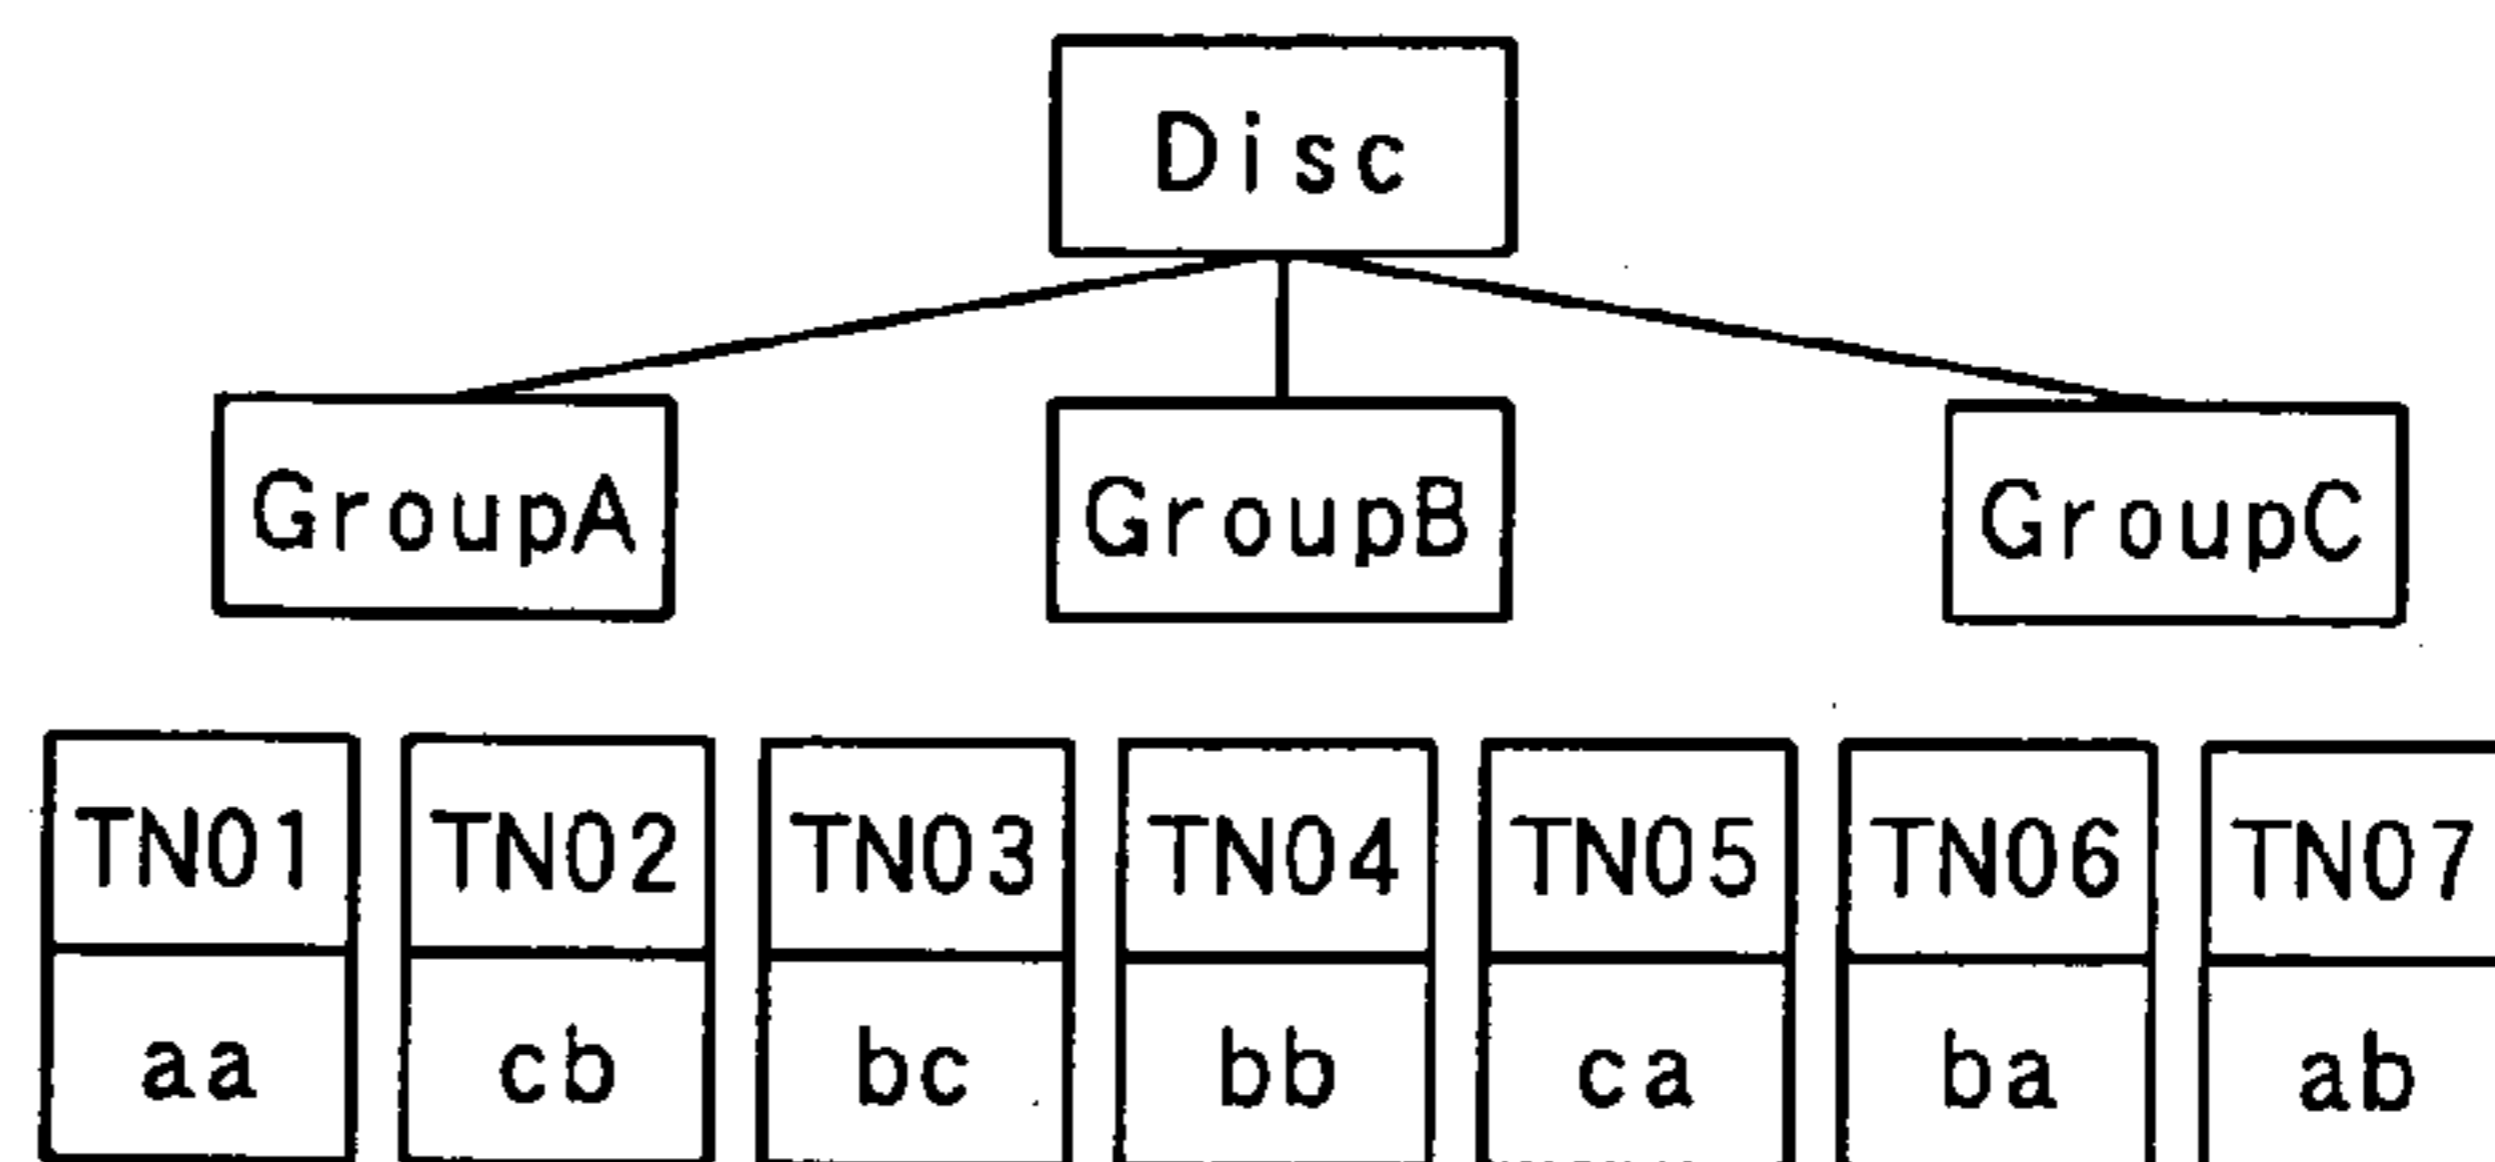 Disc
GroupA GroupB GroupC
TN01 TN02 TN03 TN04 TN05 TN06 TN07
aa cb bc bb ca ba ab